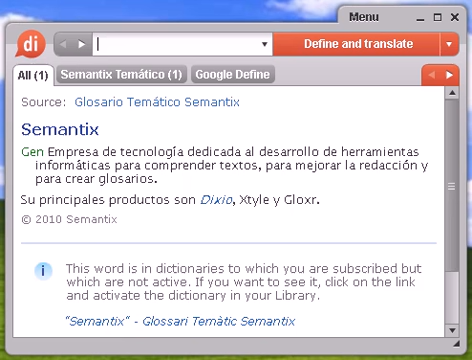 Menu
di
Define and translate
All (1)
Semantix Temático (1)
Google Define
Source: Glosario Temático Semantix
Semantix
Gen Empresa de tecnología dedicada al desarrollo de herramientas
informáticas para comprender textos, para mejorar la redacción y
para crear glosarios.
Su principales productos son Dixio, Xtyle y Gloxr.
© 2010 Semantix
i
This word is in dictionaries to which you are subscribed but
which are not active. If you want to see it, click on the link
and activate the dictionary in your Library.
"Semantix" - Glossari Temàtic Semantix